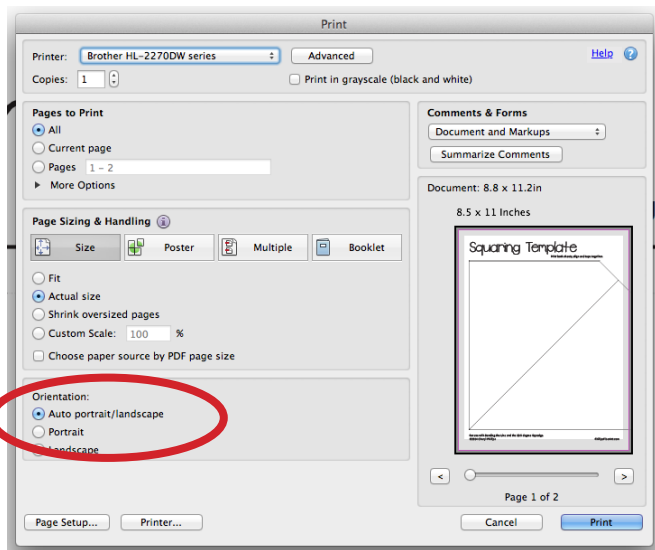 Print
Printer: Brother HL-2270DW series Advanced Help ?
Copies: 1 Print in grayscale (black and white)
Pages to Print
All
Current page
Pages 1 - 2
More Options
Page Sizing & Handling i
Size Poster Multiple Booklet
Fit
Actual size
Shrink oversized pages
Custom Scale: 100 %
Choose paper source by PDF page size
Orientation:
Auto portrait/landscape
Portrait
Landscape
Comments & Forms
Document and Markups
Summarize Comments
Document: 8.8 x 11.2in
8.5 x 11 Inches
Squaring Template
< >
Page 1 of 2
Page Setup... Printer... Cancel Print